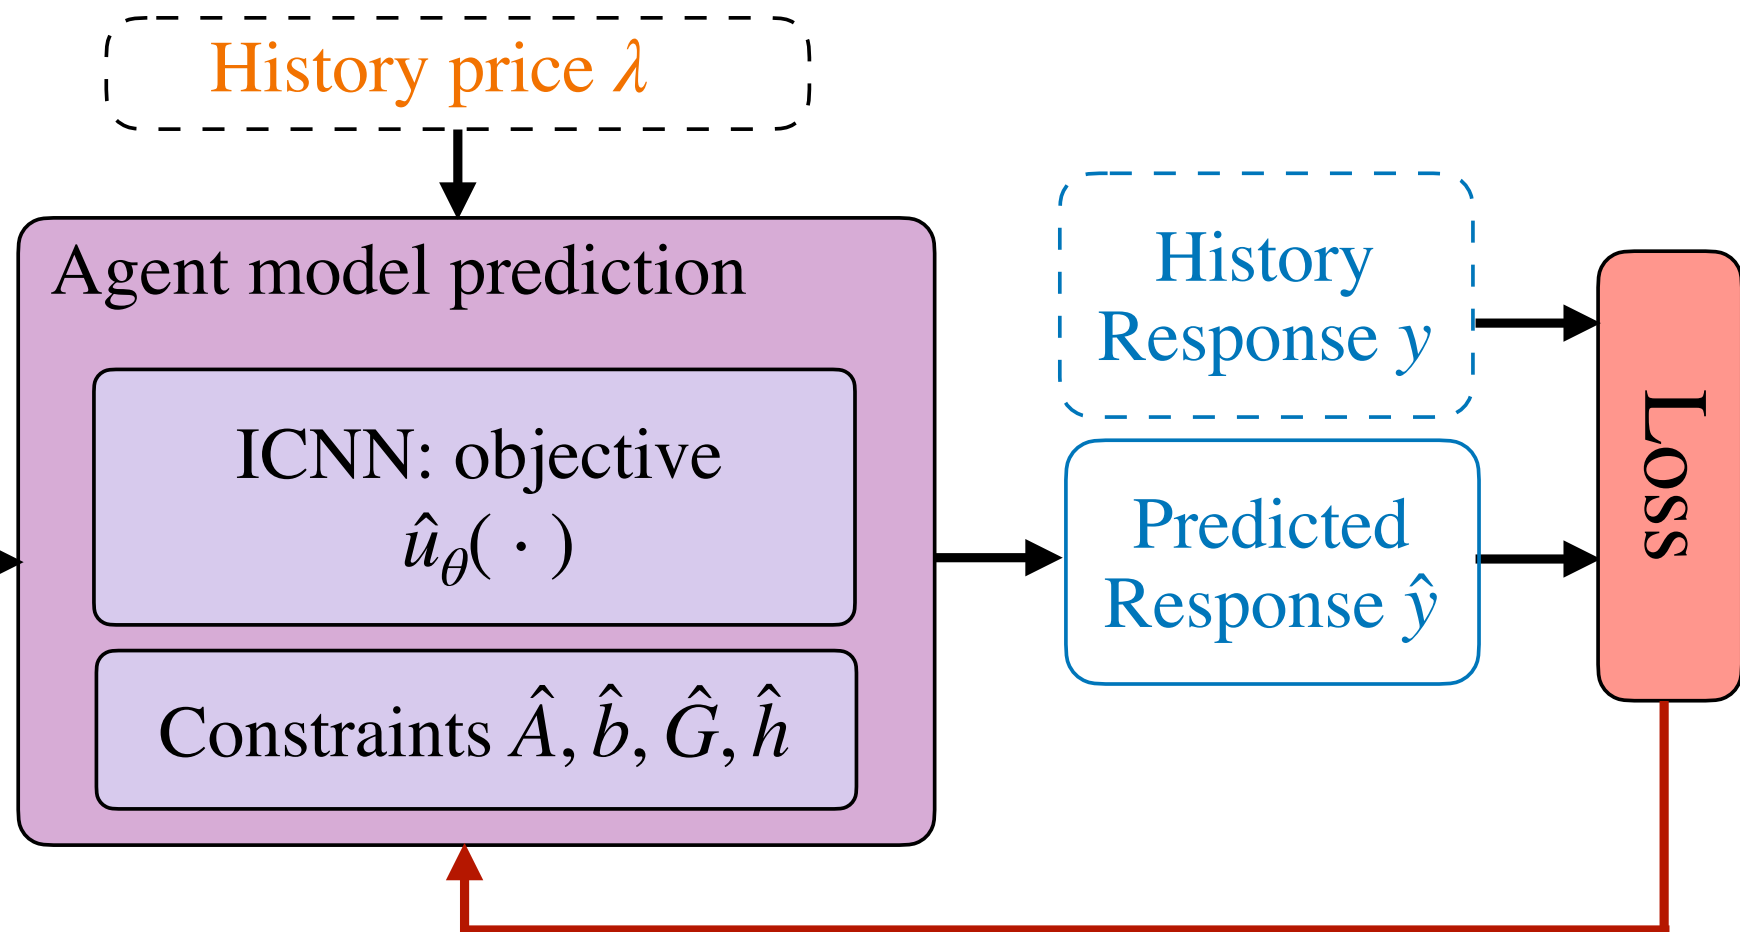 History price λ
Agent model prediction
ICNN: objective
û_θ( · )
Constraints Â, b̂, Ĝ, ĥ
History
Response y
Predicted
Response ŷ
Loss